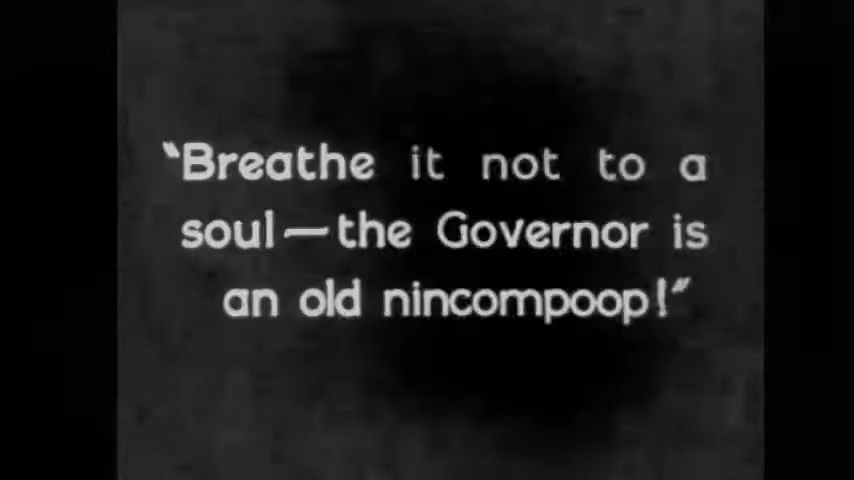 “Breathe it not to a
soul—the Governor is
an old nincompoop!”